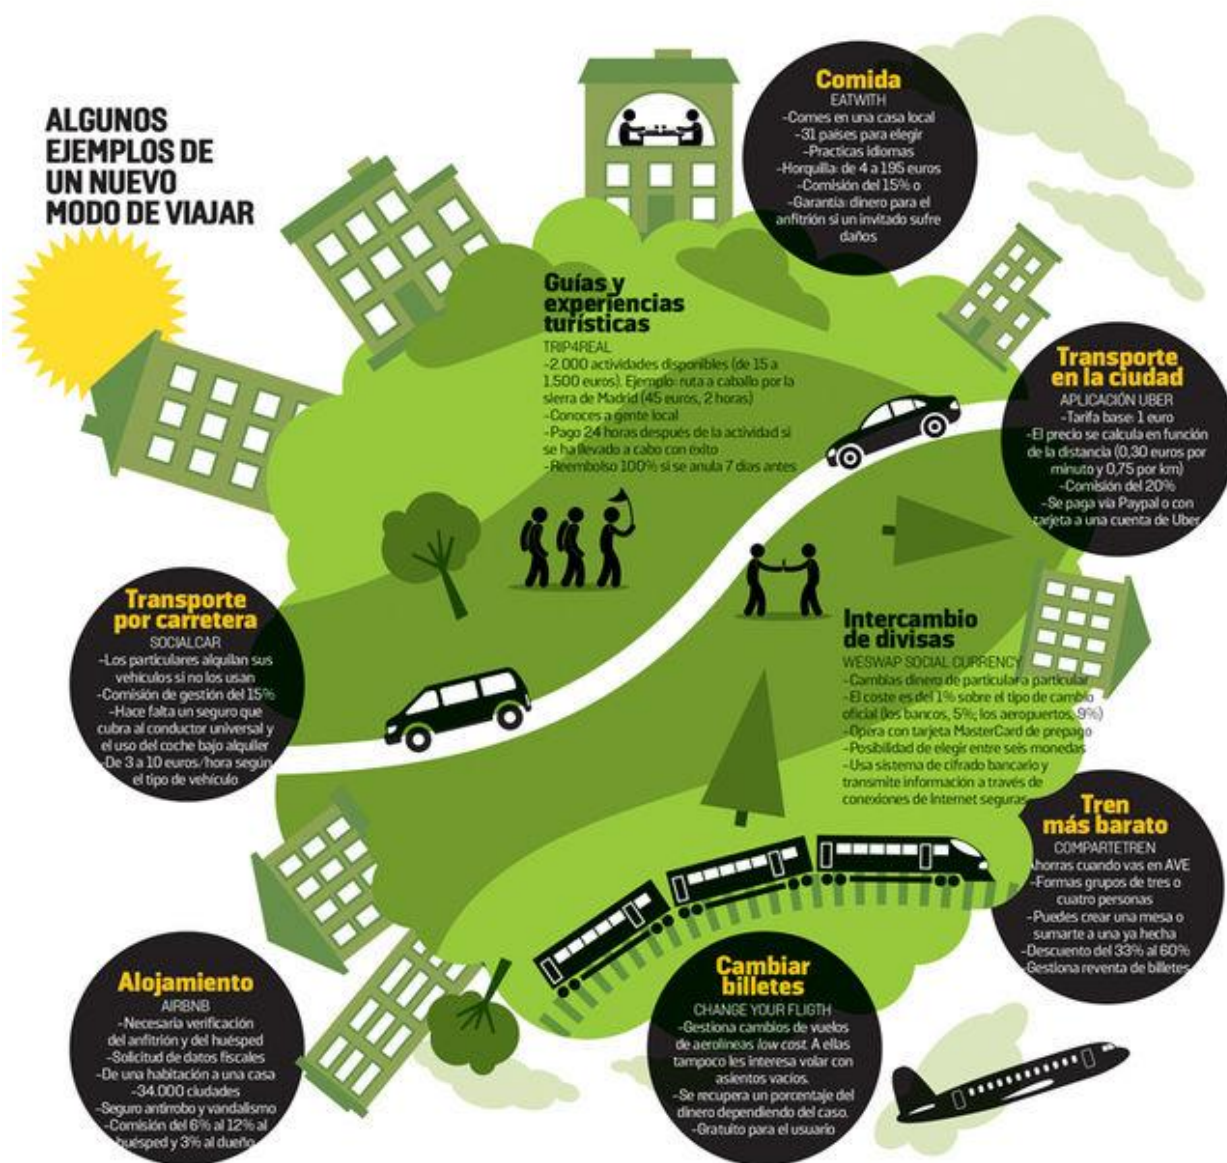 ALGUNOS
EJEMPLOS DE
UN NUEVO
MODO DE VIAJAR
Comida
EATWITH
-Comes en una casa local
-31 países para elegir
-Practicas idiomas
-Horquilla: de 4 a 195 euros
-Comisión del 15% o
-Garantía: dinero para el
anfitrión si un invitado sufre
daños
Guías y
experiencias
turísticas
TRIP4REAL
-2.000 actividades disponibles (de 15 a
1.500 euros). Ejemplo: ruta a caballo por la
sierra de Madrid (45 euros, 2 horas)
-Conoces a gente local
-Pago 24 horas después de la actividad si
se ha llevado a cabo con éxito
-Reembolso 100% si se anula 7 días antes
Transporte
en la ciudad
APLICACIÓN UBER
-Tarifa base: 1 euro
-El precio se calcula en función
de la distancia (0,30 euros por
minuto y 0,75 por km)
-Comisión del 20%
-Se paga vía Paypal o con
tarjeta a una cuenta de Uber
Transporte
por carretera
SOCIALCAR
-Los particulares alquilan sus
vehículos si no los usan
-Comisión de gestión del 15%
-Hace falta un seguro que
cubra al conductor universal y
el uso del coche bajo alquiler
-De 3 a 10 euros/hora según
el tipo de vehículo
Intercambio
de divisas
WESWAP SOCIAL CURRENCY
-Cambias dinero de particular a particular
-El coste es del 1% sobre el tipo de cambio
oficial (los bancos, 5%; los aeropuertos, 9%)
-Opera con tarjeta MasterCard de prepago
-Posibilidad de elegir entre seis monedas
-Usa sistema de cifrado bancario y
transmite información a través de
conexiones de Internet seguras
Tren
más barato
COMPARTETREN
Ahorras cuando vas en AVE
-Formas grupos de tres o
cuatro personas
-Puedes crear una mesa o
sumarte a una ya hecha
-Descuento del 33% al 60%
-Gestiona reventa de billetes
Alojamiento
AIRBNB
-Necesaria verificación
del anfitrión y del huésped
-Solicitud de datos fiscales
-De una habitación a una casa
-34.000 ciudades
-Seguro antirrobo y vandalismo
-Comisión del 6% al 12% al
huésped y 3% al dueño
Cambiar
billetes
CHANGE YOUR FLIGTH
-Gestiona cambios de vuelos
de aerolíneas low cost. A ellas
tampoco les interesa volar con
asientos vacíos.
-Se recupera un porcentaje del
dinero dependiendo del caso.
-Gratuito para el usuario